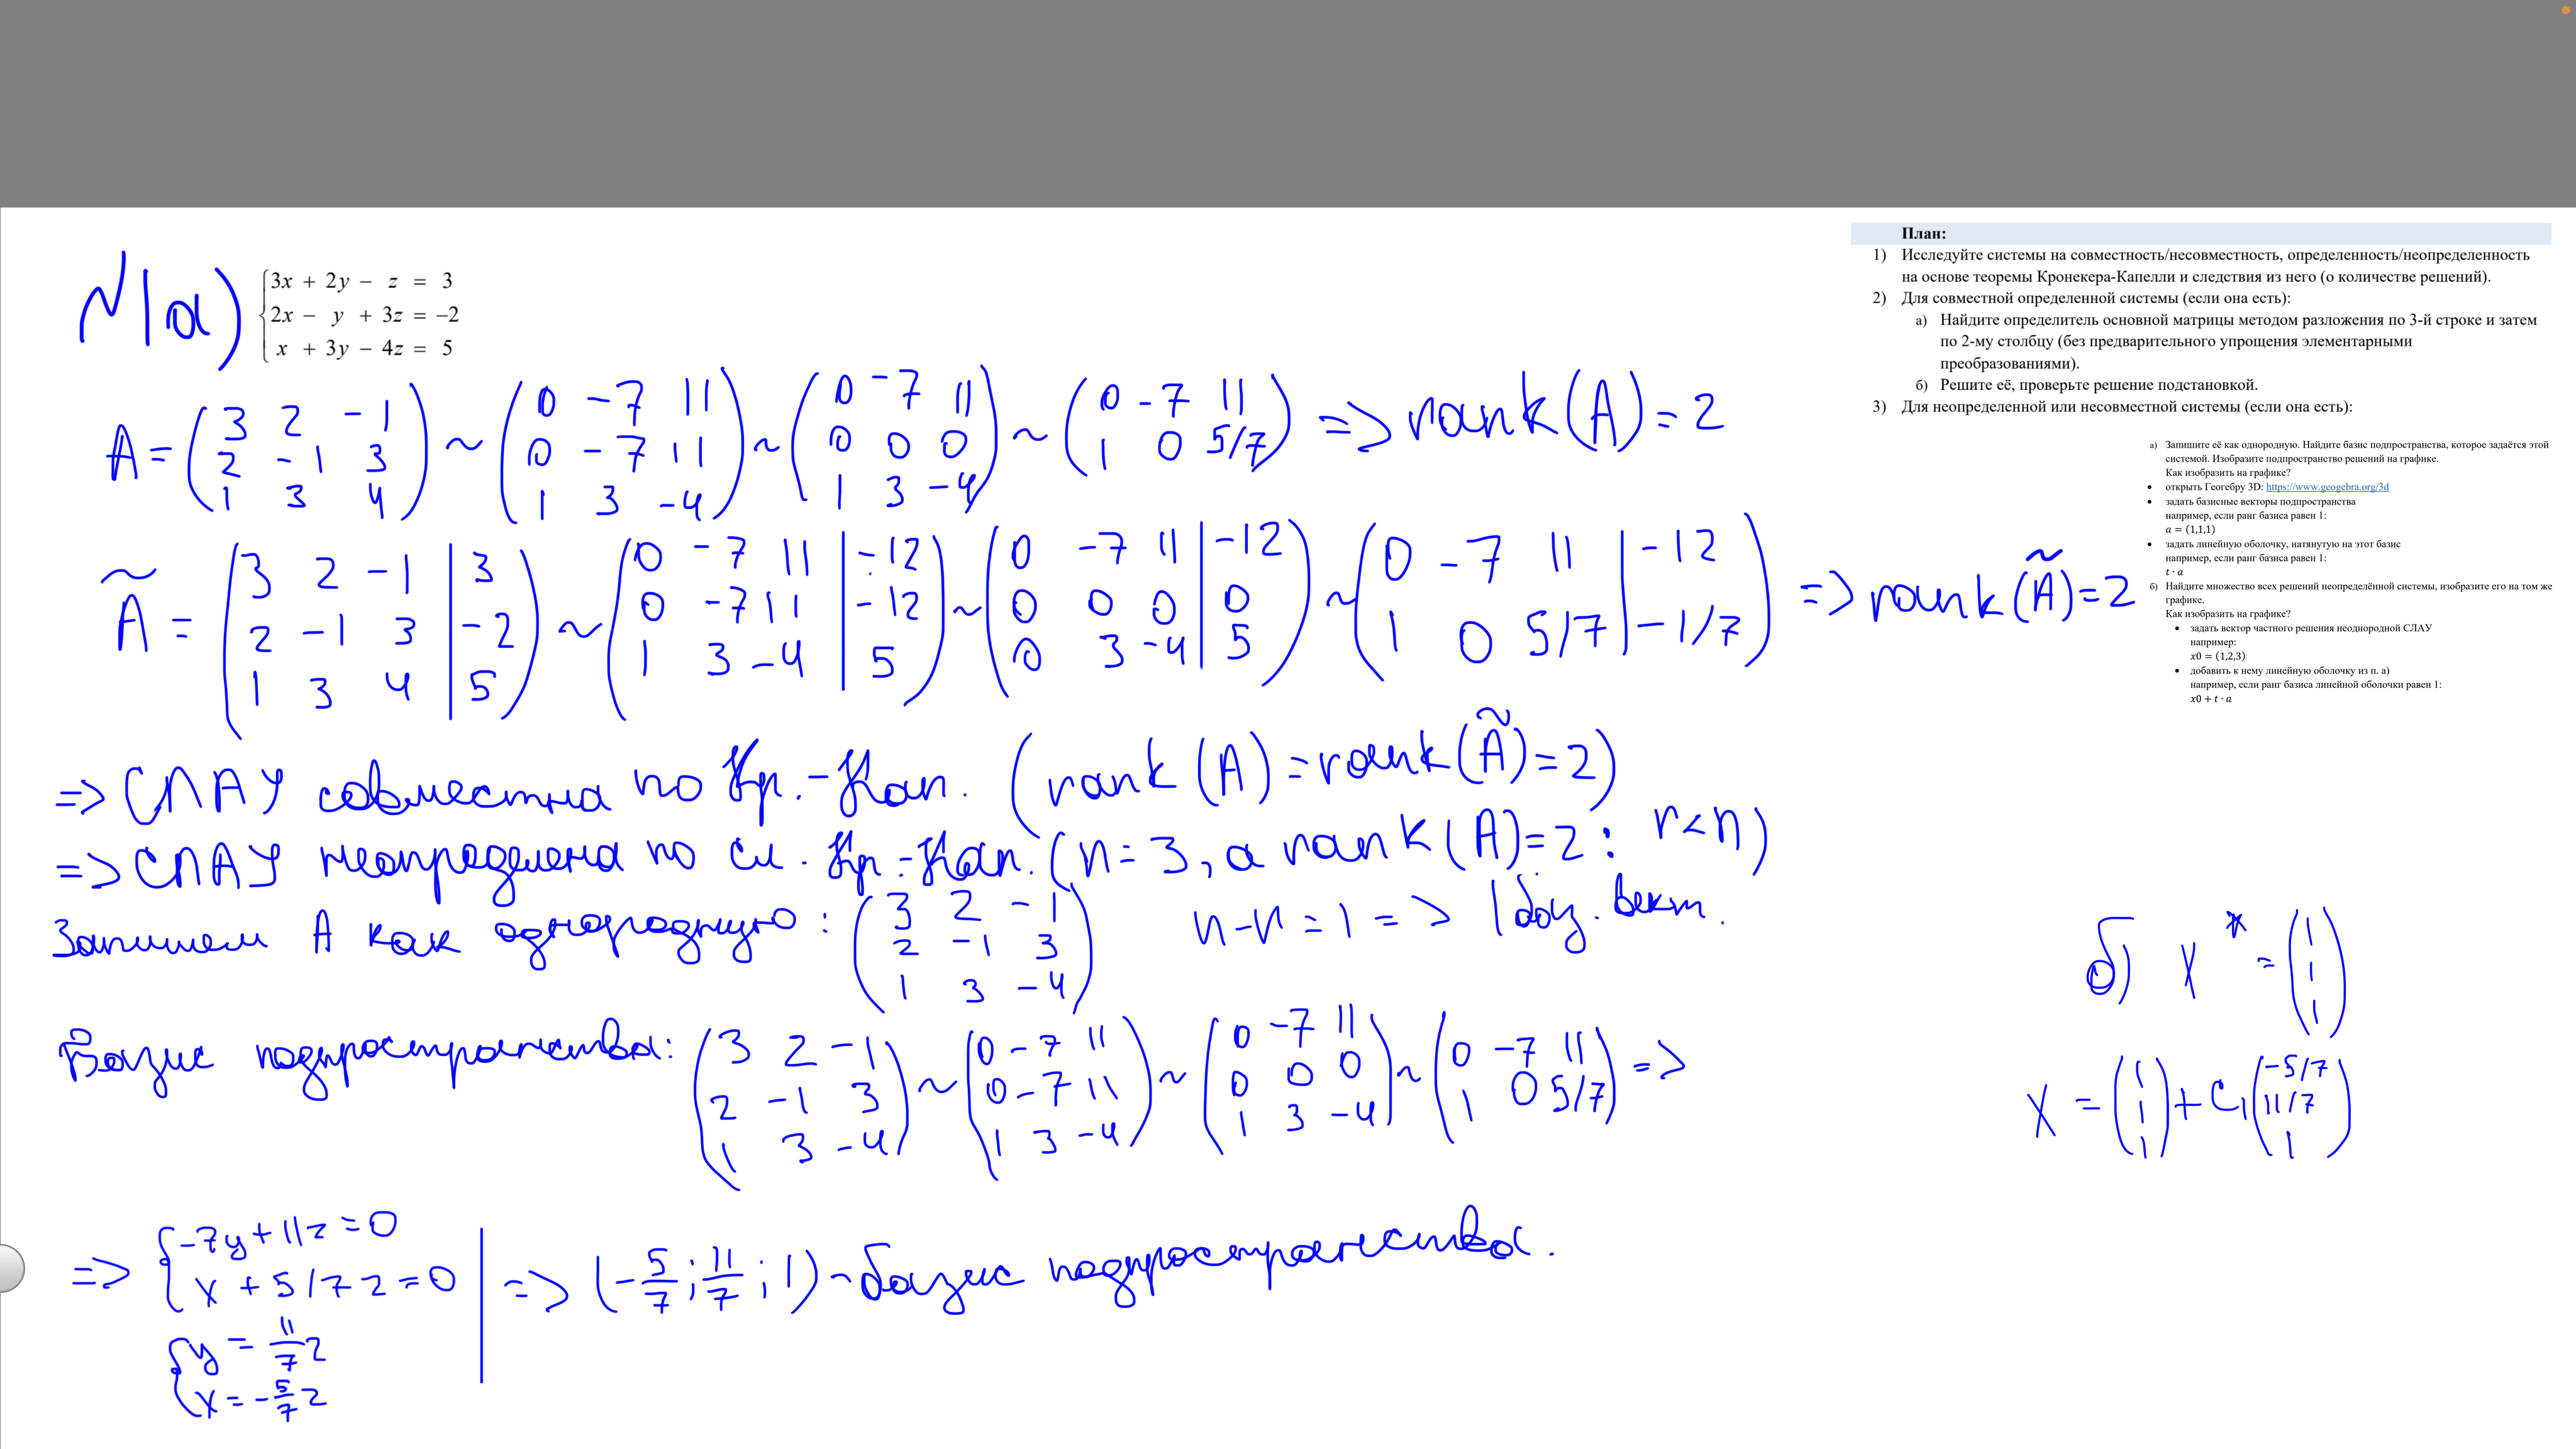 №1а)
{3x + 2y − z = 3
2x − y + 3z = −2
x + 3y − 4z = 5
План:
1) Исследуйте системы на совместность/несовместность, определенность/неопределенность
на основе теоремы Кронекера-Капелли и следствия из него (о количестве решений).
2) Для совместной определенной системы (если она есть):
а) Найдите определитель основной матрицы методом разложения по 3-й строке и затем
по 2-му столбцу (без предварительного упрощения элементарными
преобразованиями).
б) Решите её, проверьте решение подстановкой.
3) Для неопределенной или несовместной системы (если она есть):
а) Запишите её как однородную. Найдите базис подпространства, которое задаётся этой
системой. Изобразите подпространство решений на графике.
Как изобразить на графике?
• открыть Геогебру 3D: https://www.geogebra.org/3d
• задать базисные векторы подпространства
например, если ранг базиса равен 1:
a = (1,1,1)
• задать линейную оболочку, натянутую на этот базис
например, если ранг базиса равен 1:
t · a
б) Найдите множество всех решений неопределённой системы, изобразите его на том же
графике.
Как изобразить на графике?
• задать вектор частного решения неоднородной СЛАУ
например:
x0 = (1,2,3)
• добавить к нему линейную оболочку из п. а)
например, если ранг базиса линейной оболочки равен 1:
x0 + t · a
A = (3 2 −1; 2 −1 3; 1 3 4) ~ (0 −7 11; 0 −7 11; 1 3 −4) ~ (0 −7 11; 0 0 0; 1 3 −4) ~ (0 −7 11; 1 0 5/7) => rank(A) = 2
Ã = (3 2 −1 | 3; 2 −1 3 | −2; 1 3 4 | 5) ~ (0 −7 11 | −12; 0 −7 11 | −12; 1 3 −4 | 5) ~ (0 −7 11 | −12; 0 0 0 | 0; 0 3 −4 | 5) ~ (0 −7 11 | −12; 1 0 5/7 | −1/7) => rank(Ã) = 2
=> СЛАУ совместна по Кр.-Кап. (rank(A) = rank(Ã) = 2)
=> СЛАУ неопределена по сл. Кр.-Кап. (n = 3, а rank(A) = 2 : r < n)
Запишем A как однородную : (3 2 −1; 2 −1 3; 1 3 −4) n − n = 1 => 1 баз. вект.
Базис подпространства: (3 2 −1; 2 −1 3; 1 3 −4) ~ (0 −7 11; 0 −7 11; 1 3 −4) ~ (0 −7 11; 0 0 0; 1 3 −4) ~ (0 −7 11; 1 0 5/7) =>
=> {−7y + 11z = 0
x + 5/7z = 0
{y = 11/7 z
x = −5/7 z
=> (−5/7; 11/7; 1) − базис подпространства.
б) X* = (1; 1; 1)
X = (1; 1; 1) + C₁(−5/7; 11/7; 1)